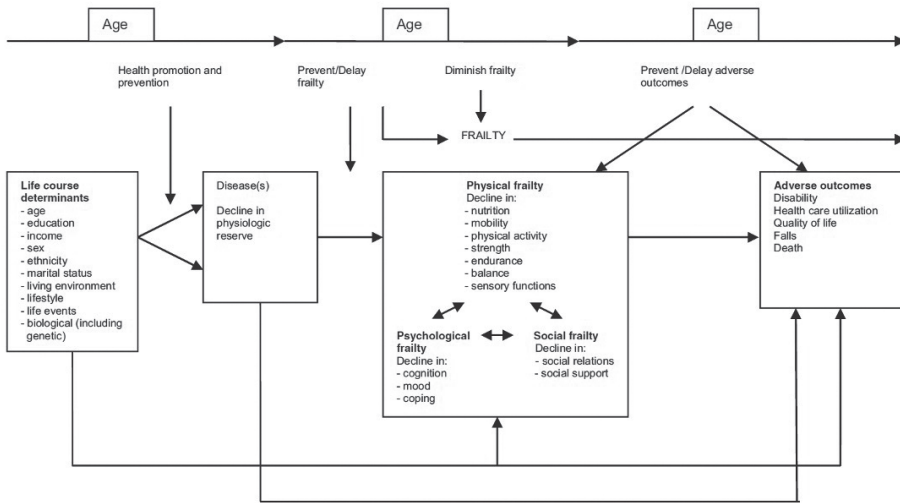 Age
Age
Age
Health promotion and
prevention
Prevent/Delay
frailty
Diminish frailty
Prevent /Delay adverse
outcomes
FRAILTY
Life course
determinants
- age
- education
- income
- sex
- ethnicity
- marital status
- living environment
- lifestyle
- life events
- biological (including
genetic)
Disease(s)
Decline in
physiologic
reserve
Physical frailty
Decline in:
- nutrition
- mobility
- physical activity
- strength
- endurance
- balance
- sensory functions
Psychological
frailty
Decline in:
- cognition
- mood
- coping
Social frailty
Decline in:
- social relations
- social support
Adverse outcomes
Disability
Health care utilization
Quality of life
Falls
Death